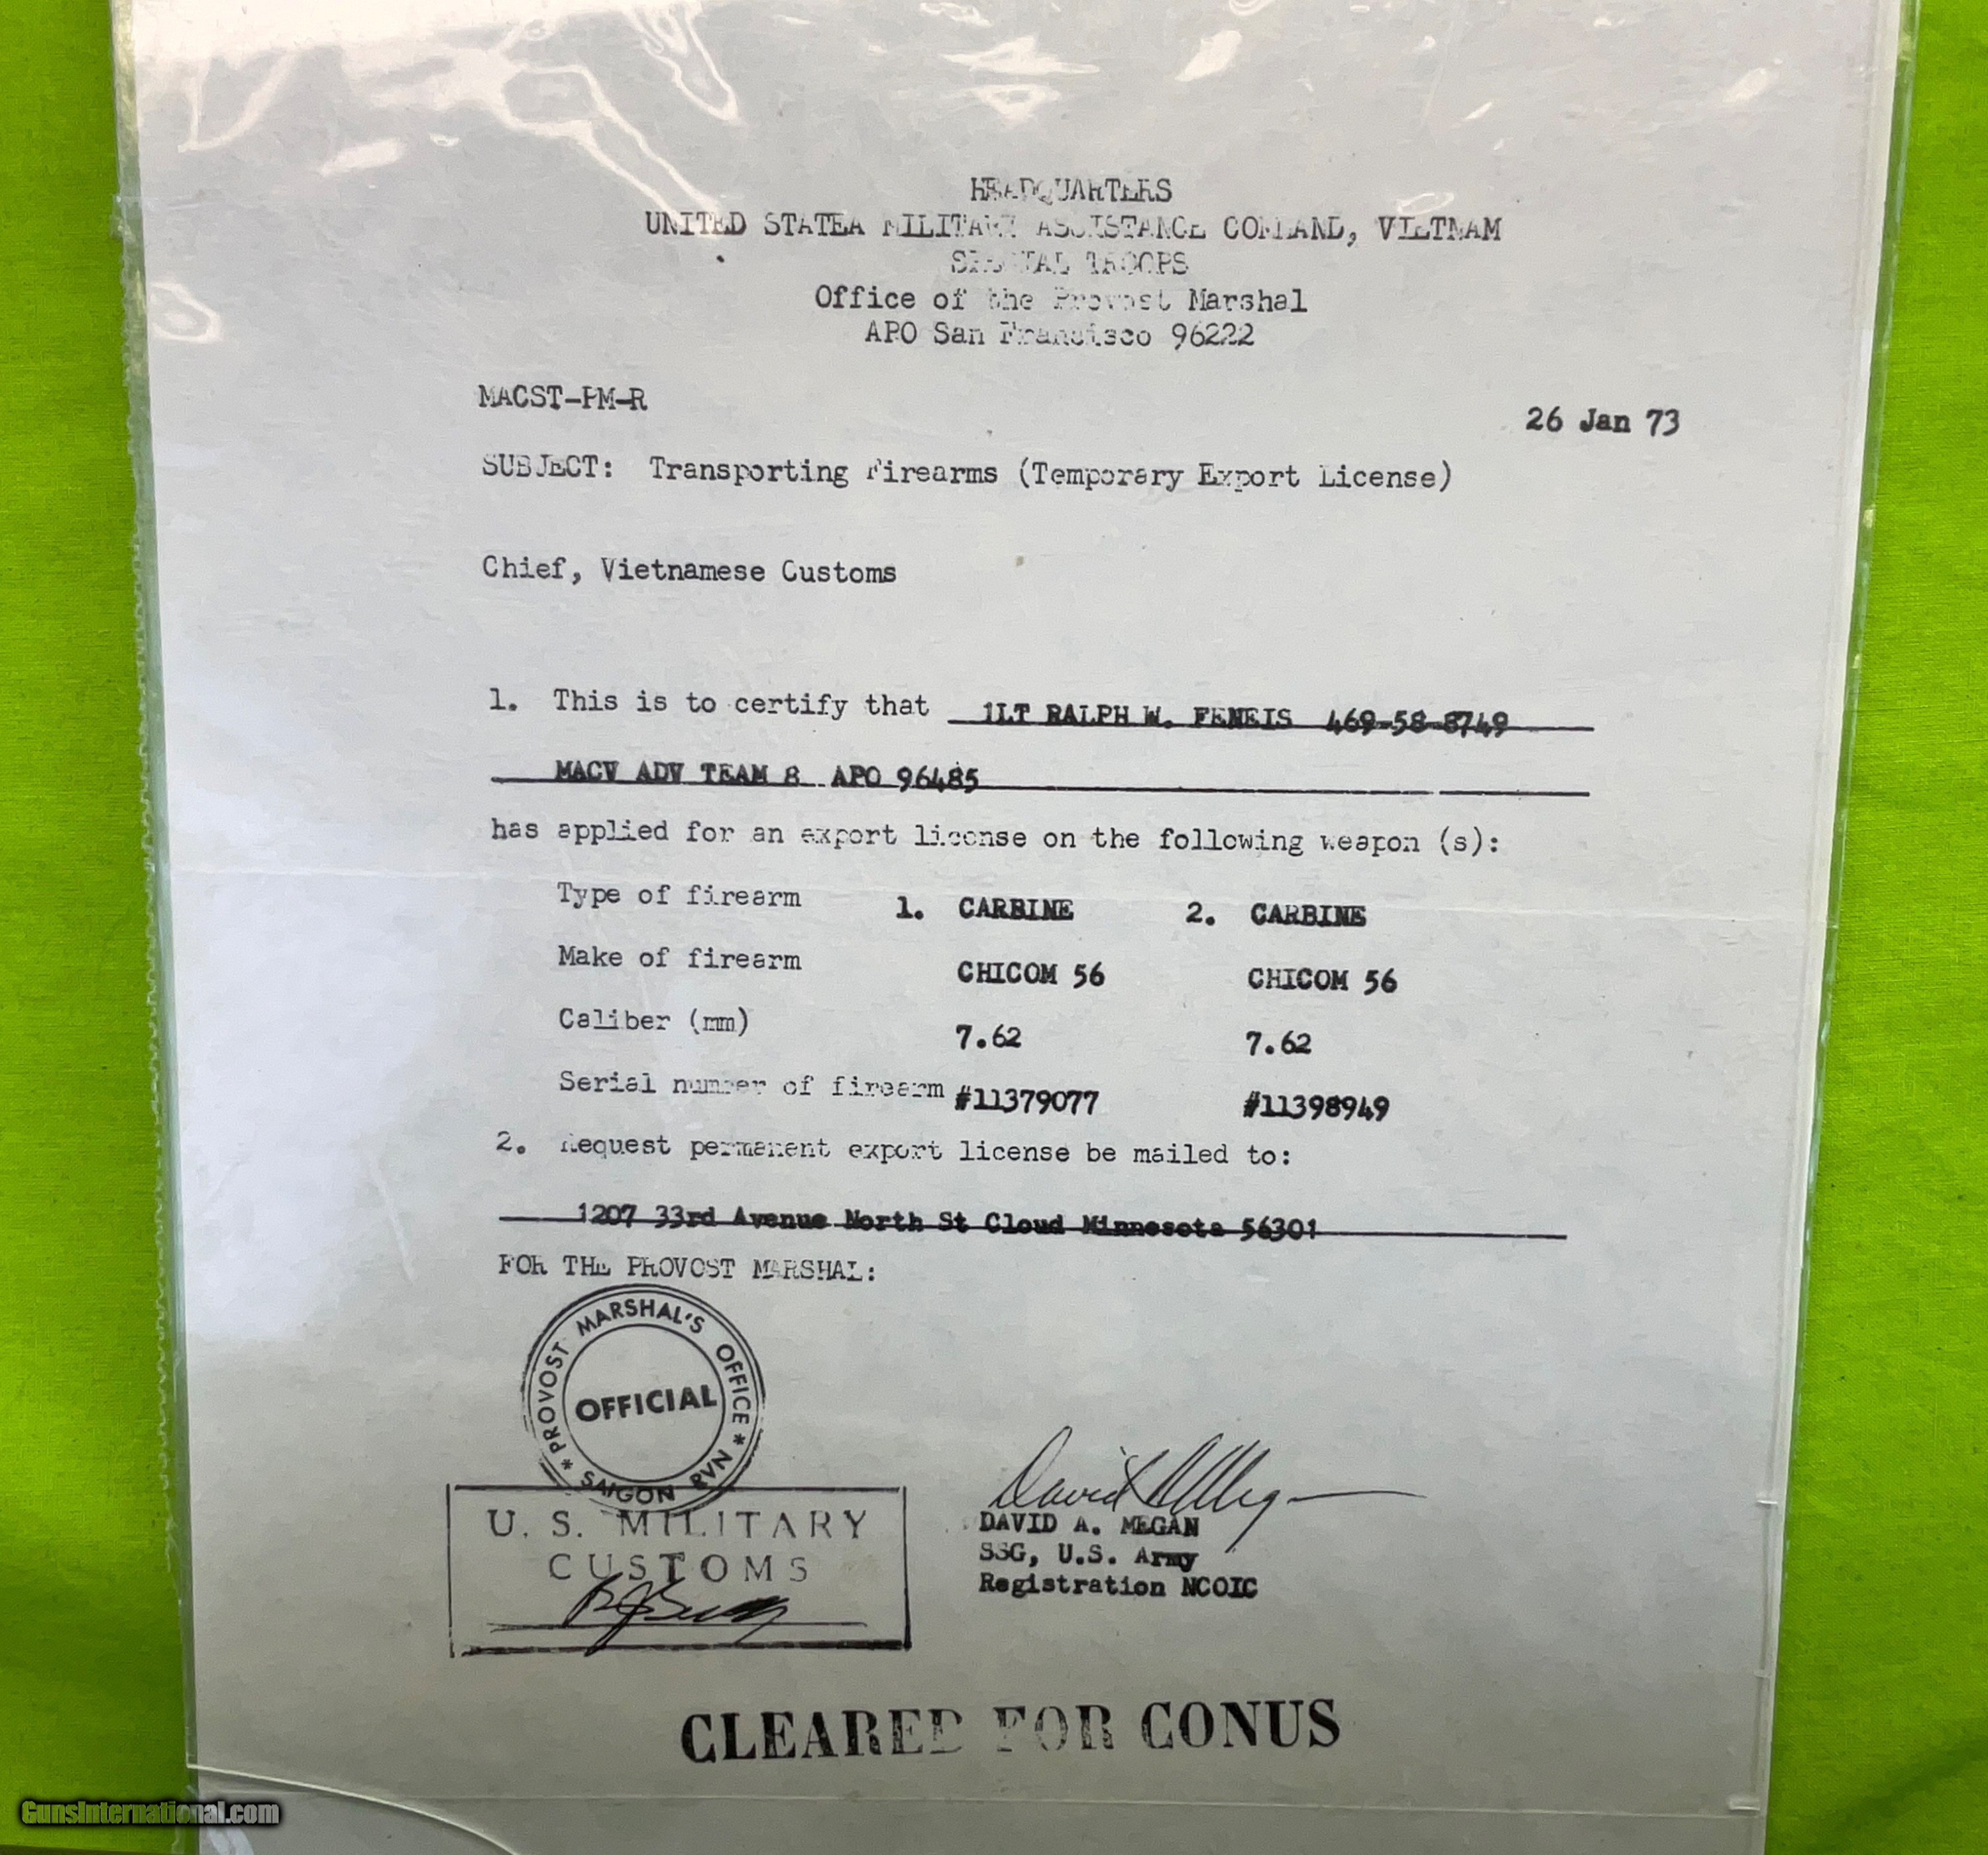 HEADQUARTERS
UNITED STATEA MILITARY ASSISTANCE COMMAND, VIETNAM
SPECIAL TROOPS
Office of the Provost Marshal
APO San Francisco 96222
MACST-PM-R
26 Jan 73
SUBJECT: Transporting Firearms (Temporary Export License)
Chief, Vietnamese Customs
1. This is to certify that 1LT RALPH W. FENEIS 469-58-8749
MACV ADV TEAM 8 APO 96485
has applied for an export license on the following weapon (s):
Type of firearm 1. CARBINE 2. CARBINE
Make of firearm CHICOM 56 CHICOM 56
Caliber (mm) 7.62 7.62
Serial number of firearm #11379077 #11398949
2. Request permanent export license be mailed to:
1207 33rd Avenue North St Cloud Minnesota 56301
FOR THE PROVOST MARSHAL:
* PROVOST MARSHAL'S OFFICE *
OFFICIAL
SAIGON RVN
U. S. MILITARY
CUSTOMS
DAVID A. MEGAN
SSG, U.S. Army
Registration NCOIC
CLEARED FOR CONUS
GunsInternational.com